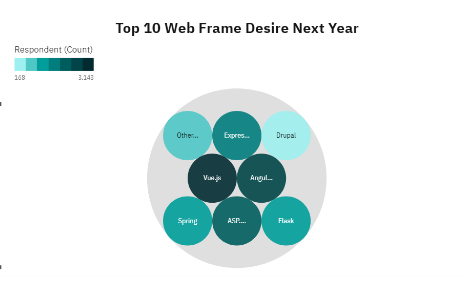 Top 10 Web Frame Desire Next Year
Respondent (Count)
168 3,143
Other... Expres... Drupal
Vue.js Angul...
Spring ASP.... Flask